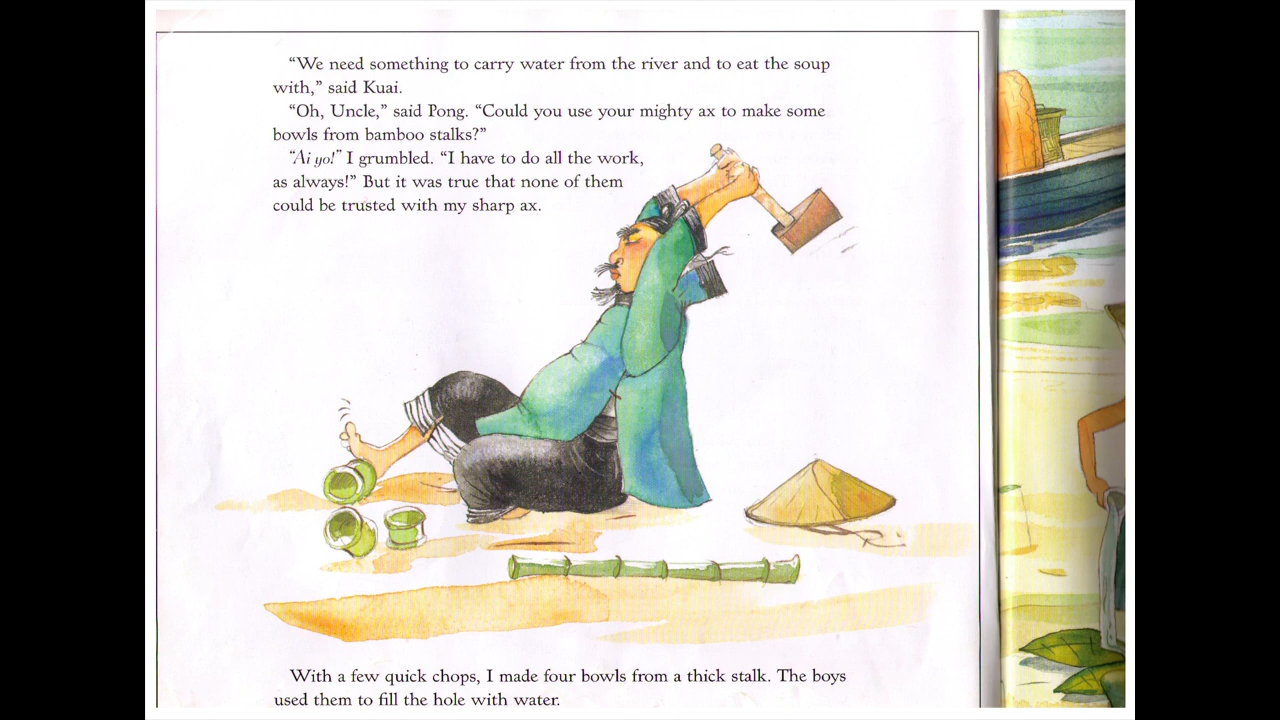 “We need something to carry water from the river and to eat the soup
with,” said Kuai.
“Oh, Uncle,” said Pong. “Could you use your mighty ax to make some
bowls from bamboo stalks?”
“Ai yo!” I grumbled. “I have to do all the work,
as always!” But it was true that none of them
could be trusted with my sharp ax.
With a few quick chops, I made four bowls from a thick stalk. The boys
used them to fill the hole with water.